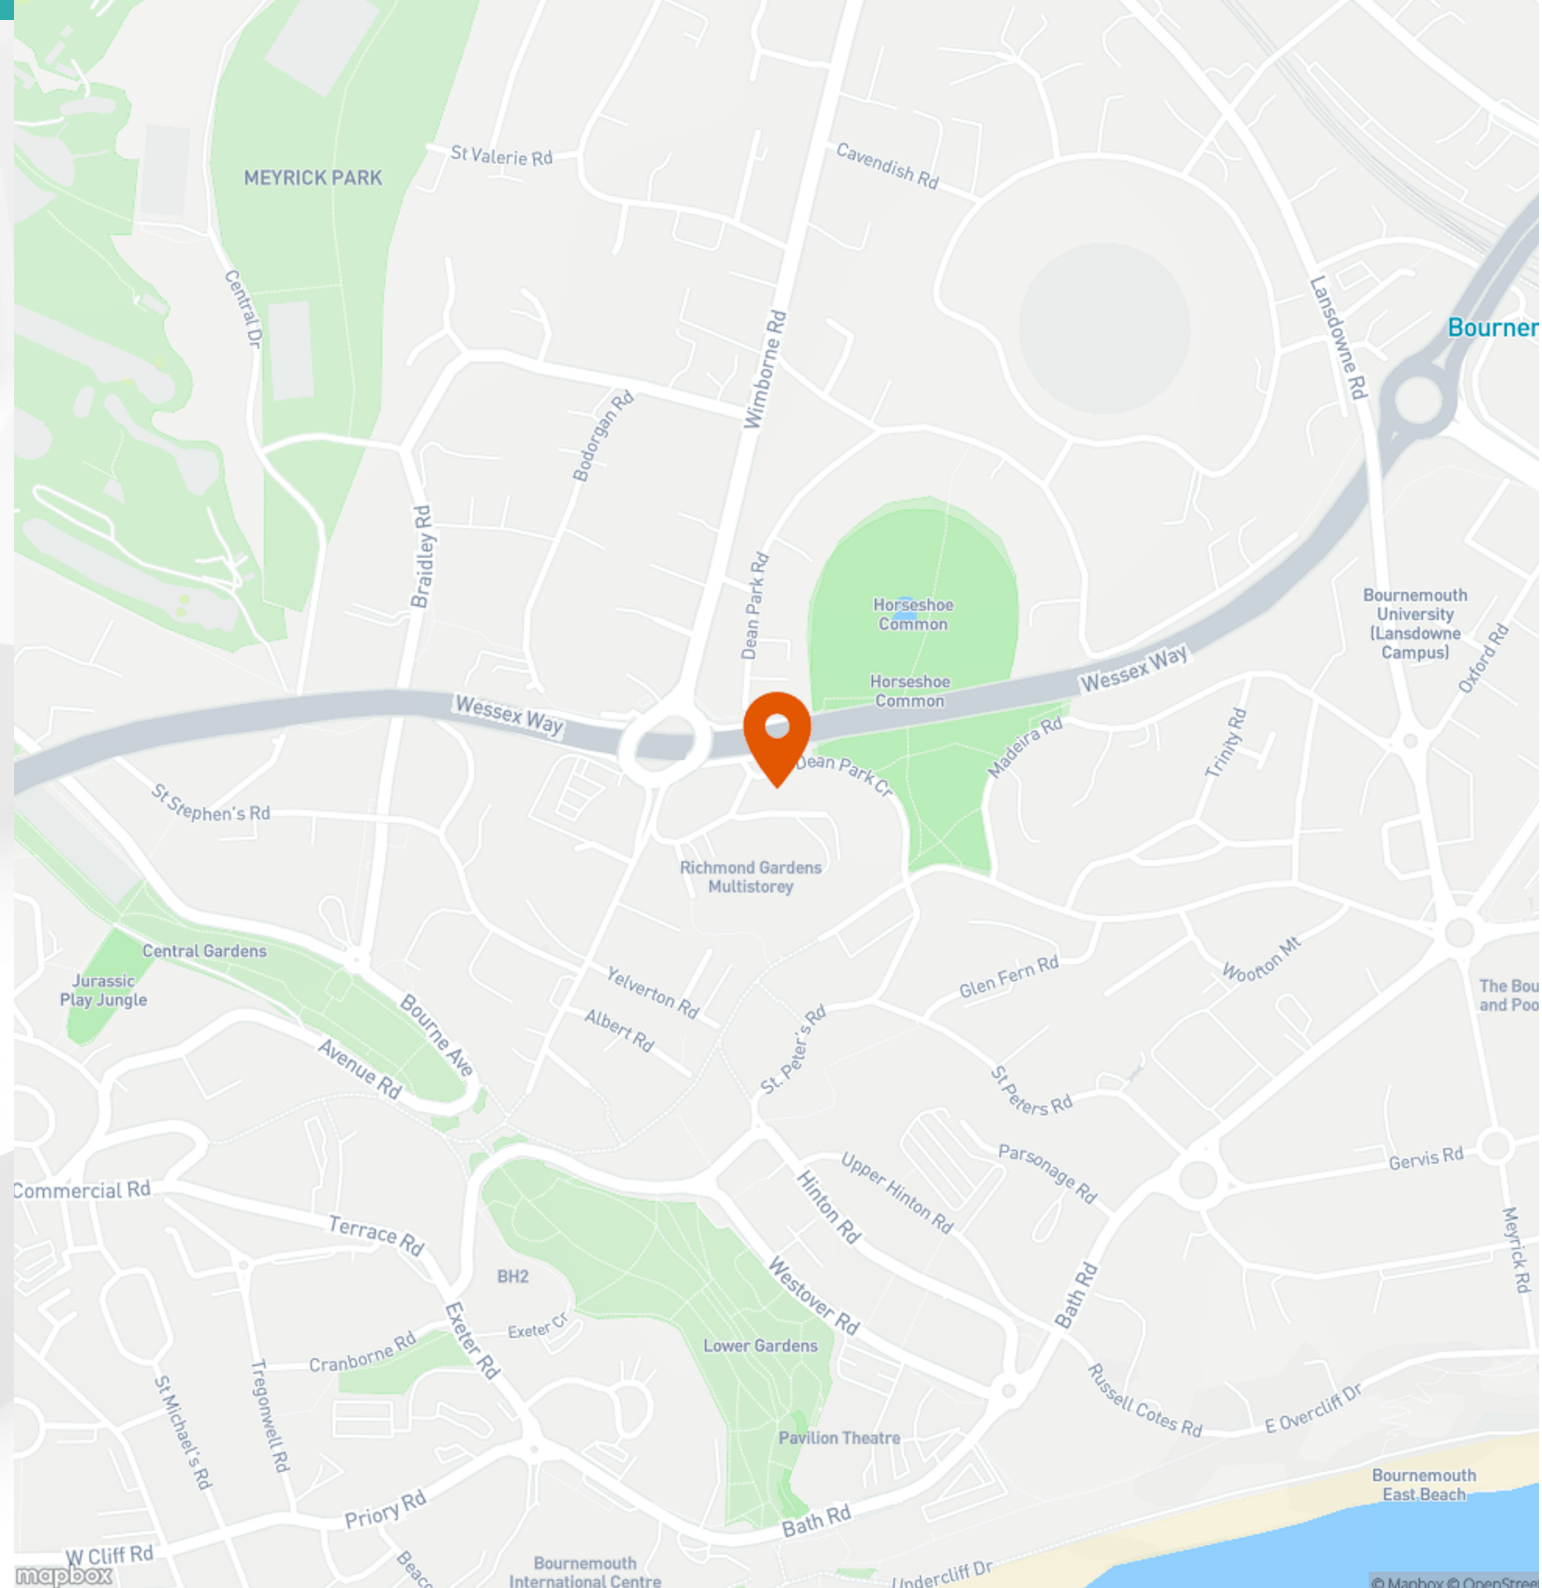 St Valerie Rd
Cavendish Rd
MEYRICK PARK
Central Dr
Lansdowne Rd
Wimborne Rd
Bodorgan Rd
Braidley Rd
Dean Park Rd
Horseshoe
Common
Bournemouth
University
(Lansdowne
Campus)
Oxford Rd
Horseshoe
Common
Wessex Way
Wessex Way
Madeira Rd
Trinity Rd
Dean Park Cr
St Stephen's Rd
Richmond Gardens
Multistorey
Central Gardens
Jurassic
Play Jungle
Bourne Ave
Yelverton Rd
Glen Fern Rd
Wootton Mt
The Bou
and Poo
Albert Rd
St. Peter's Rd
Avenue Rd
St Peters Rd
Parsonage Rd
Gervis Rd
Upper Hinton Rd
Hinton Rd
Commercial Rd
Terrace Rd
Meyrick Rd
BH2
Westover Rd
Bath Rd
Exeter Rd
Exeter Cr
Cranborne Rd
Lower Gardens
Tregonwell Rd
St Michael's Rd
Russell Cotes Rd
E Overcliff Dr
Pavilion Theatre
Bournemouth
East Beach
Priory Rd
Bath Rd
W Cliff Rd
Beaco
Bournemouth
International Centre
Undercliff Dr
mapbox
© Mapbox © OpenStree